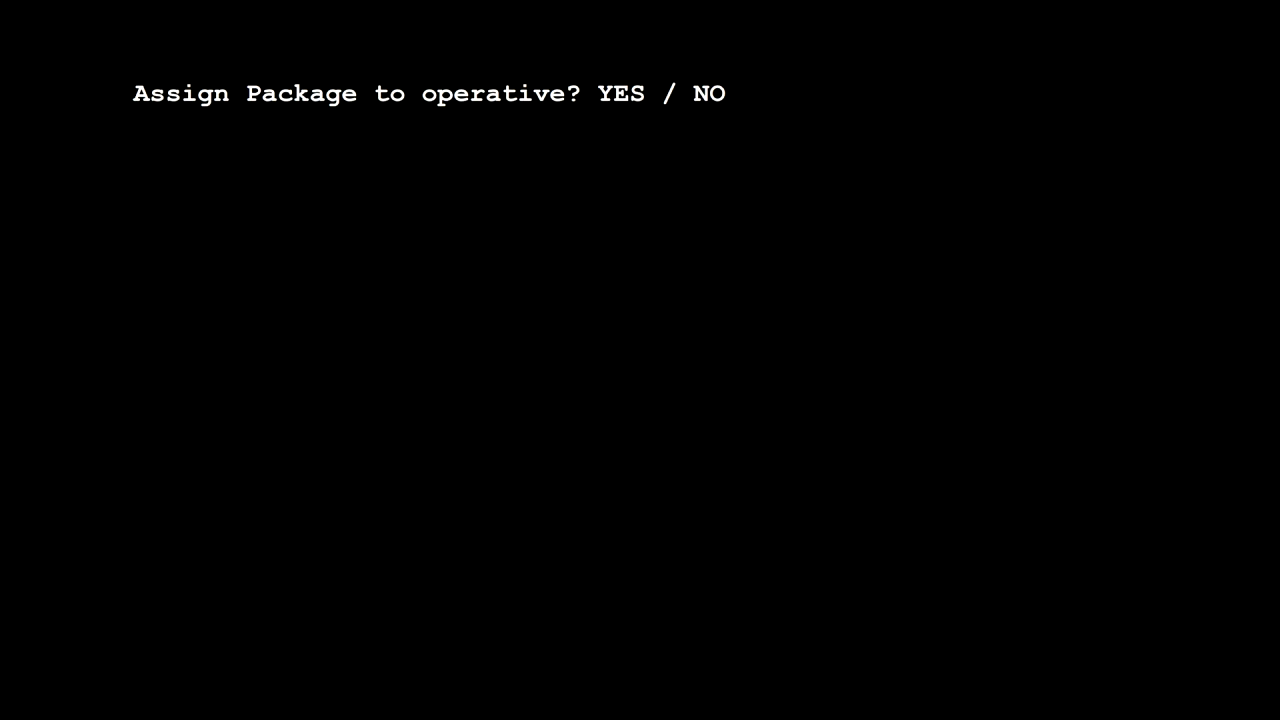 Assign Package to operative? YES / NO